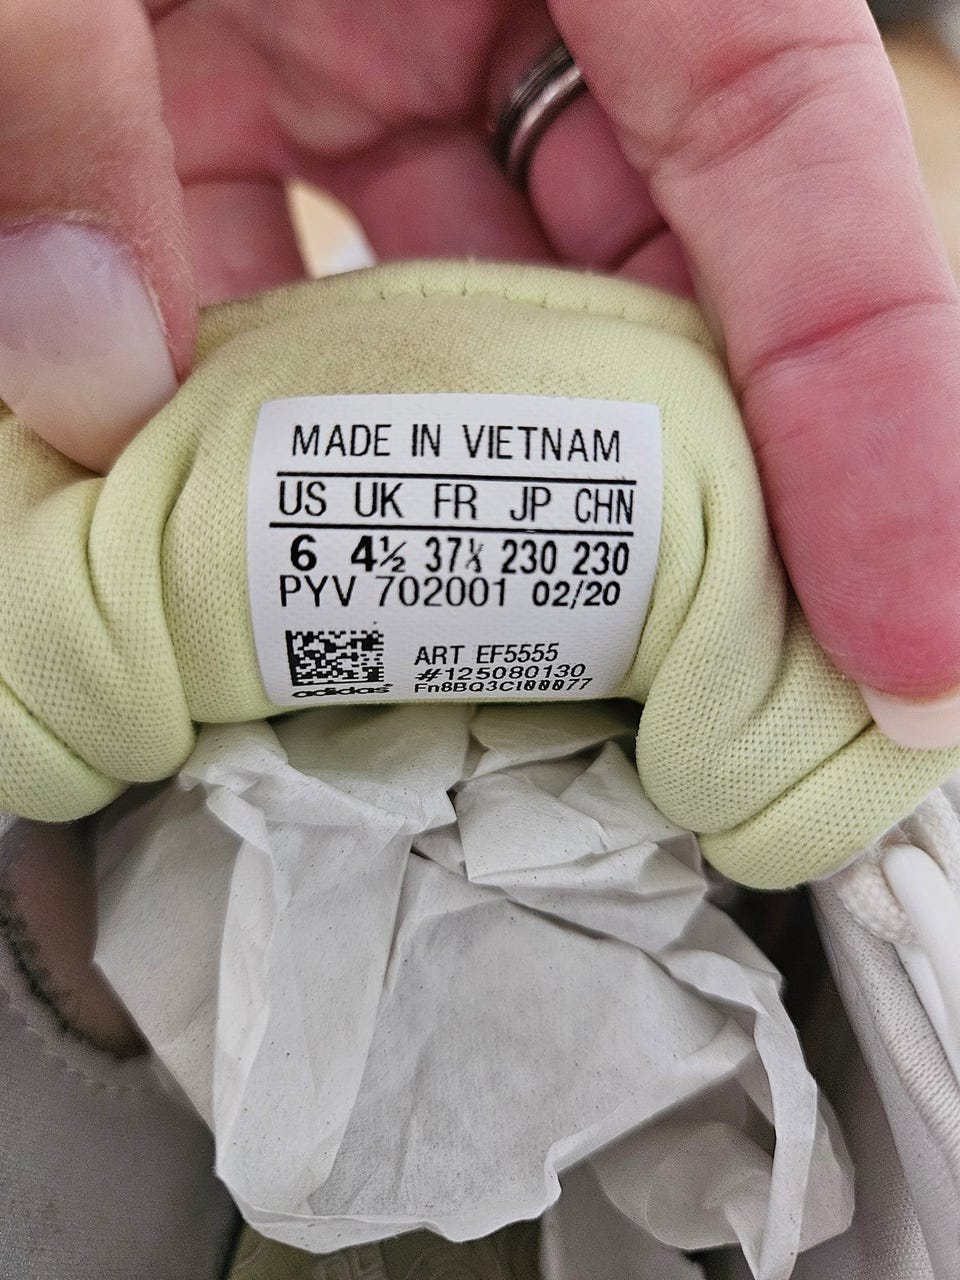 MADE IN VIETNAM
US UK FR JP CHN
6 4½ 37⅓ 230 230
PYV 702001 02/20
ART EF5555
#125080130
adidas